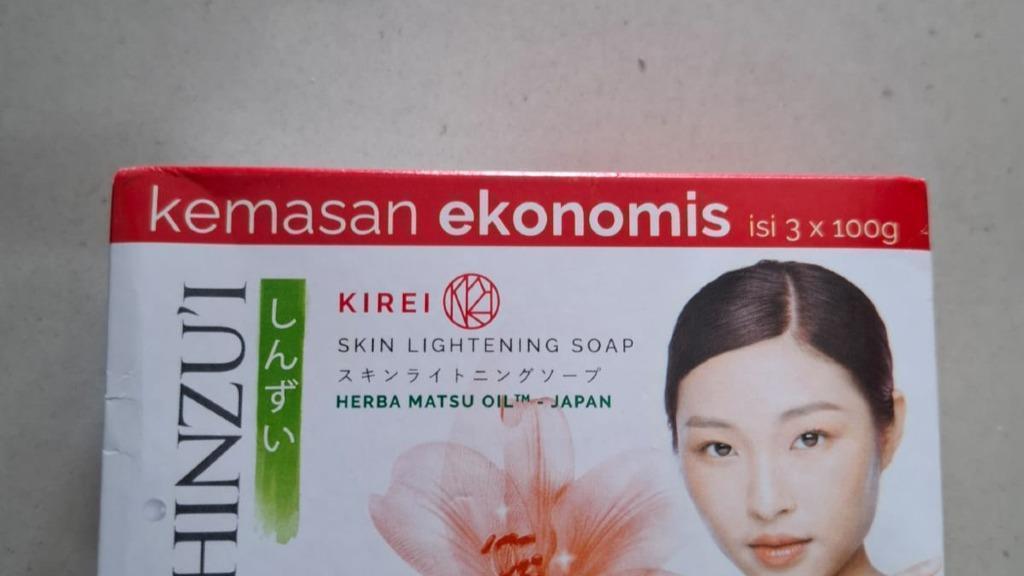 kemasan ekonomis isi 3 x 100g
HINZU'I
しんずい
KIREI
SKIN LIGHTENING SOAP
スキンライトニングソープ
HERBA MATSU OIL™ - JAPAN